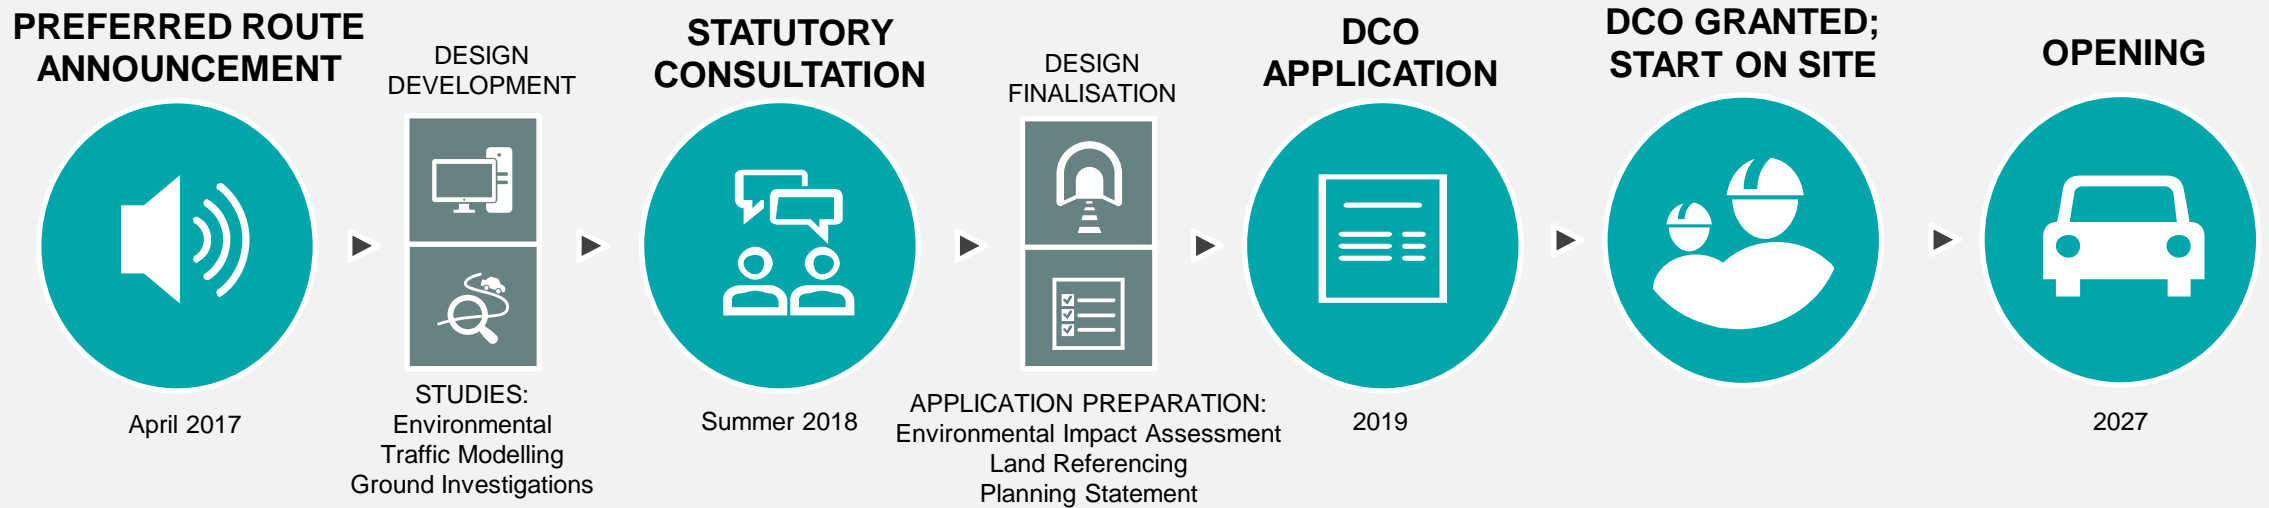 PREFERRED ROUTE
ANNOUNCEMENT
April 2017
DESIGN
DEVELOPMENT
STUDIES:
Environmental
Traffic Modelling
Ground Investigations
STATUTORY
CONSULTATION
Summer 2018
DESIGN
FINALISATION
APPLICATION PREPARATION:
Environmental Impact Assessment
Land Referencing
Planning Statement
DCO
APPLICATION
2019
DCO GRANTED;
START ON SITE
OPENING
2027